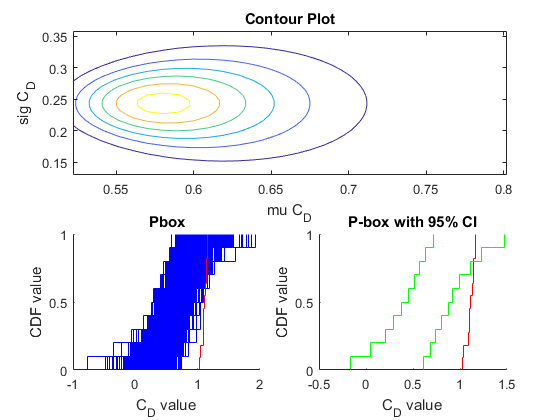 Contour Plot
0.35
0.3
0.25
0.2
0.15
sig C_D
0.55 0.6 0.65 0.7 0.75 0.8
mu C_D
Pbox
1
0.5
0
CDF value
-1 0 1 2
C_D value
P-box with 95% CI
1
0.5
0
CDF value
-0.5 0 0.5 1 1.5
C_D value